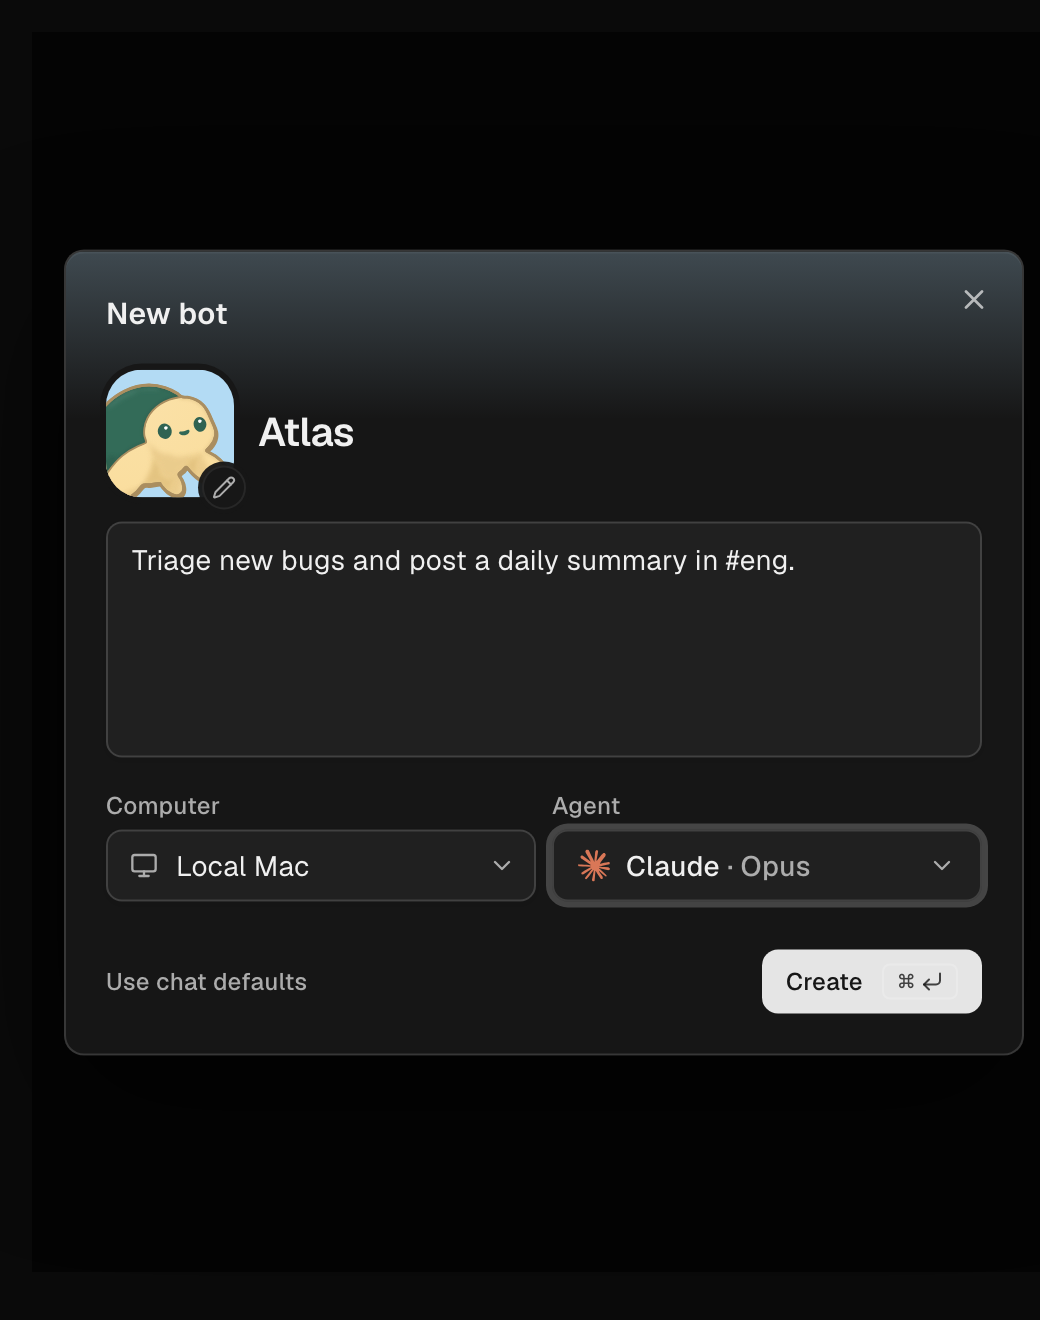 New bot
Atlas
Triage new bugs and post a daily summary in #eng.
Computer
Agent
Local Mac
Claude · Opus
Use chat defaults
Create ⌘ ↵